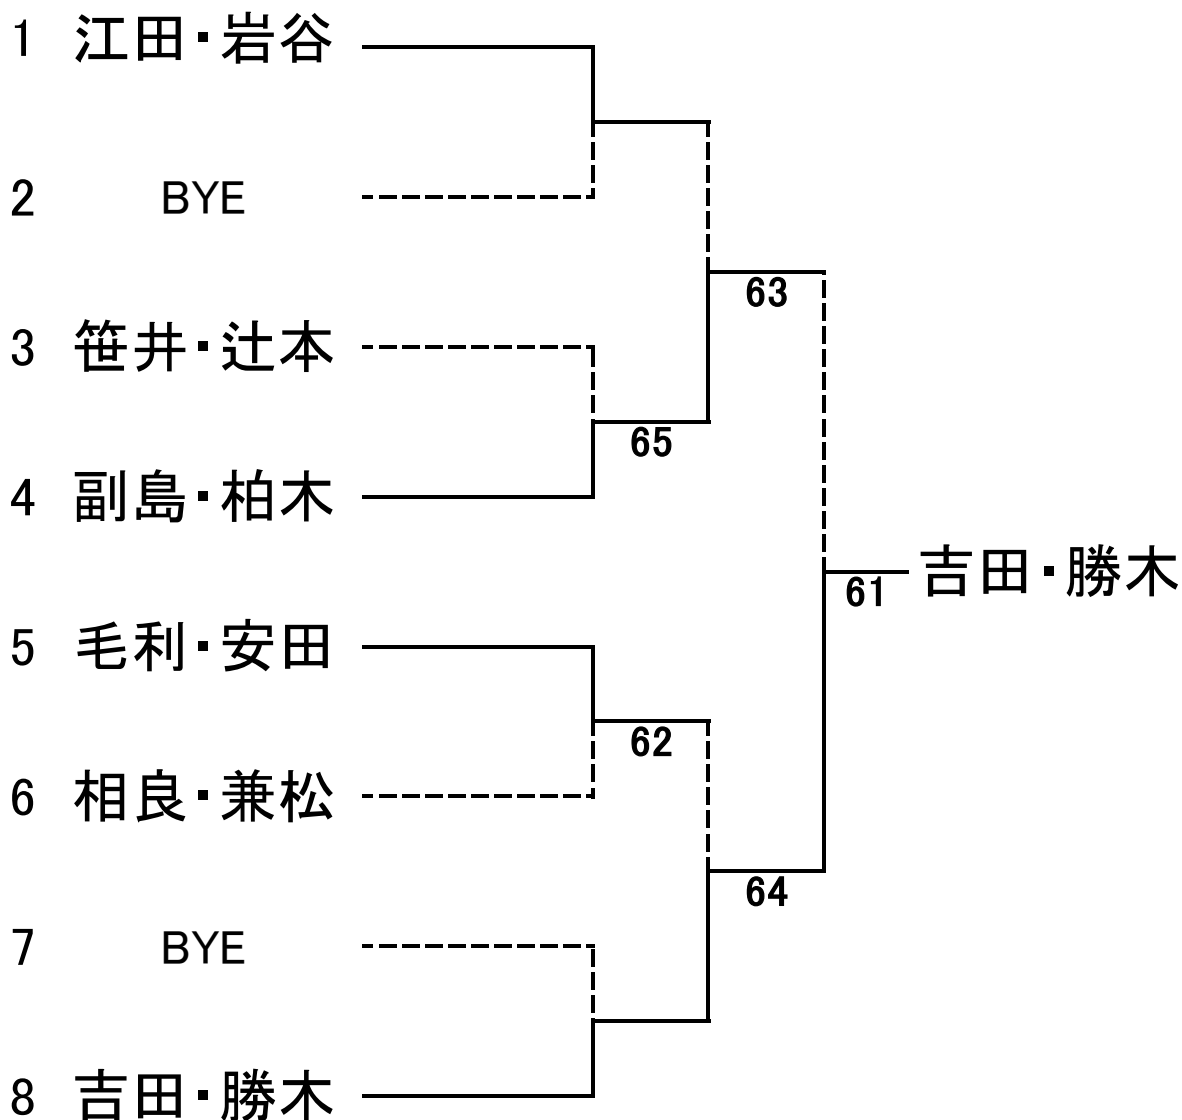 1 江田・岩谷
2 BYE
63
3 笹井・辻本
65
4 副島・柏木
61 吉田・勝木
5 毛利・安田
62
6 相良・兼松
64
7 BYE
8 吉田・勝木